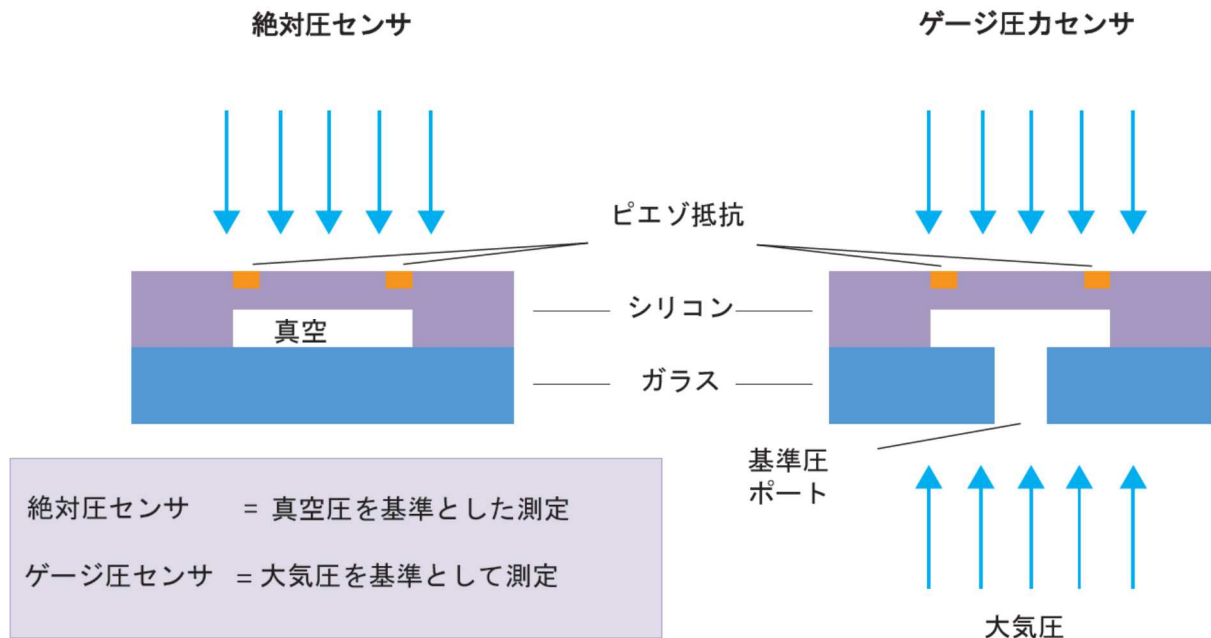 絶対圧センサ
ゲージ圧力センサ
ピエゾ抵抗
シリコン
真空
ガラス
基準圧
ポート
絶対圧センサ = 真空圧を基準とした測定
ゲージ圧センサ = 大気圧を基準として測定
大気圧